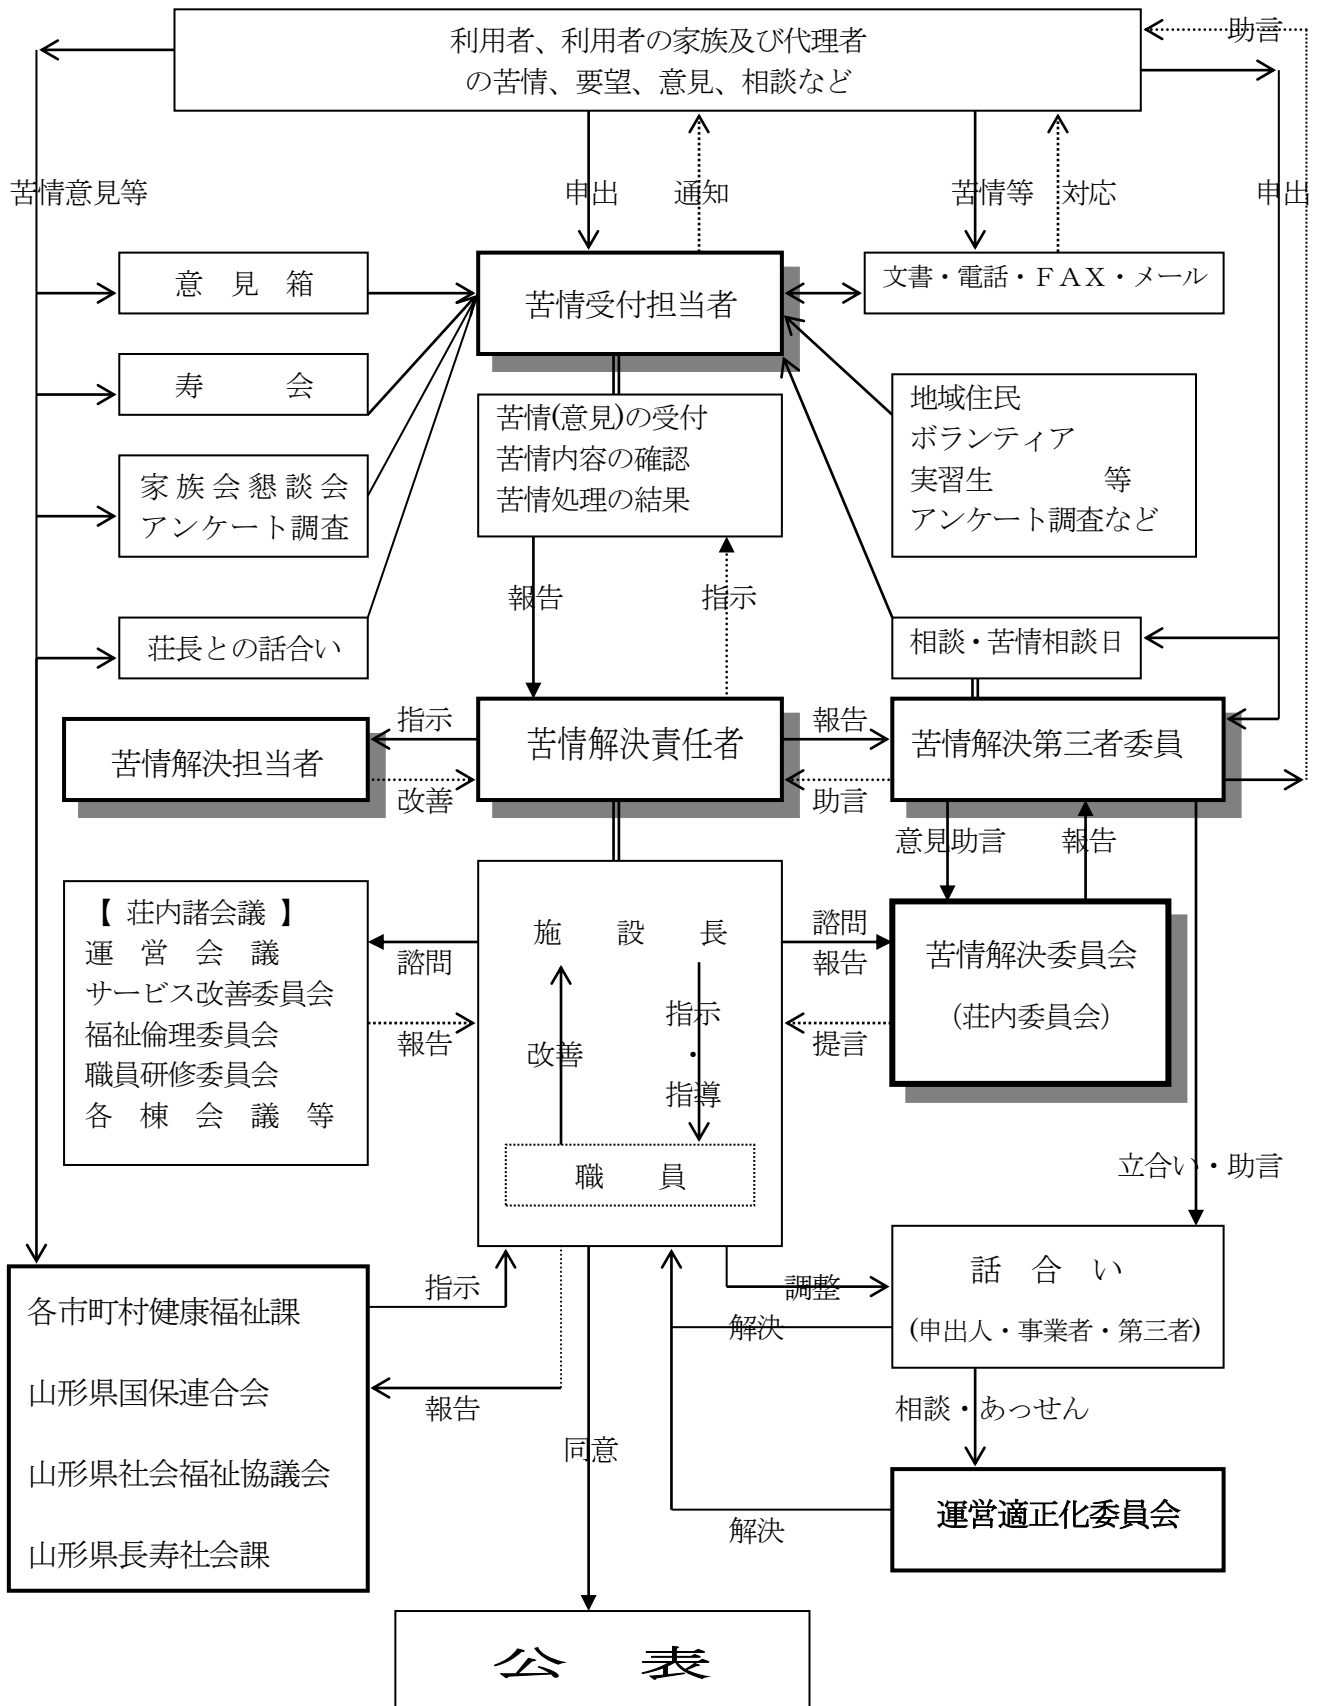 利用者、利用者の家族及び代理者
の苦情、要望、意見、相談など
助言
苦情意見等
申出
通知
苦情等
対応
申出
意 見 箱
苦情受付担当者
文書・電話・ＦＡＸ・メール
寿 会
苦情(意見)の受付
苦情内容の確認
苦情処理の結果
地域住民
ボランティア
実習生 等
アンケート調査など
家族会懇談会
アンケート調査
報告
指示
荘長との話合い
相談・苦情相談日
苦情解決担当者
指示
改善
苦情解決責任者
報告
助言
苦情解決第三者委員
意見助言
報告
【 荘内諸会議 】
運 営 会 議
サービス改善委員会
福祉倫理委員会
職員研修委員会
各 棟 会 議 等
諮問
報告
施 設 長
改善
指示
・
指導
職 員
諮問
報告
提言
苦情解決委員会
(荘内委員会)
立合い・助言
各市町村健康福祉課
山形県国保連合会
山形県社会福祉協議会
山形県長寿社会課
指示
報告
同意
調整
解決
話 合 い
(申出人・事業者・第三者)
相談・あっせん
解決
運営適正化委員会
公 表